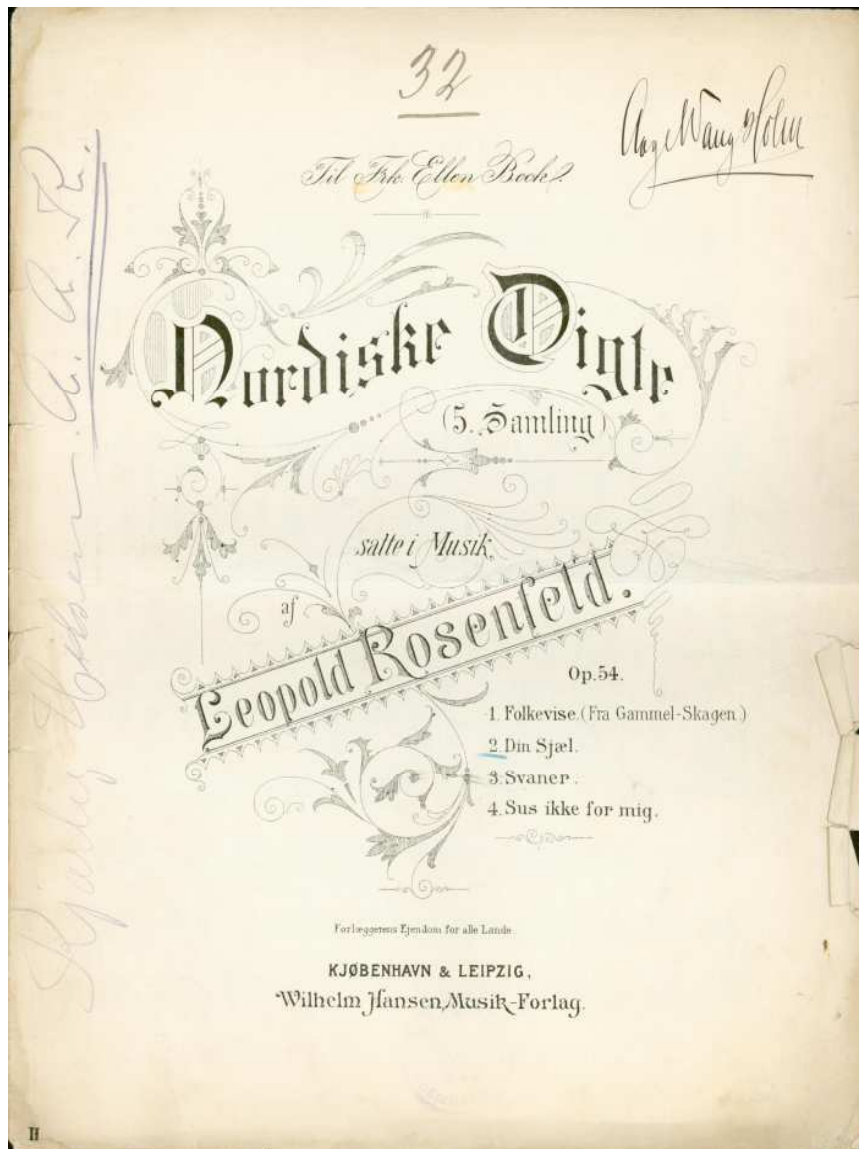 32
Til Frk. Ellen Beck.
Nordiske Digte
(5. Samling)
satte i Musik,
af
Leopold Rosenfeld.
Op.54.
1. Folkevise. (Fra Gammel-Skagen.)
2. Din Sjæl.
3. Svaner.
4. Sus ikke for mig.
Forlæggerens Ejendom for alle Lande.
KJØBENHAVN & LEIPZIG,
Wilhelm Hansen, Musik-Forlag.
H